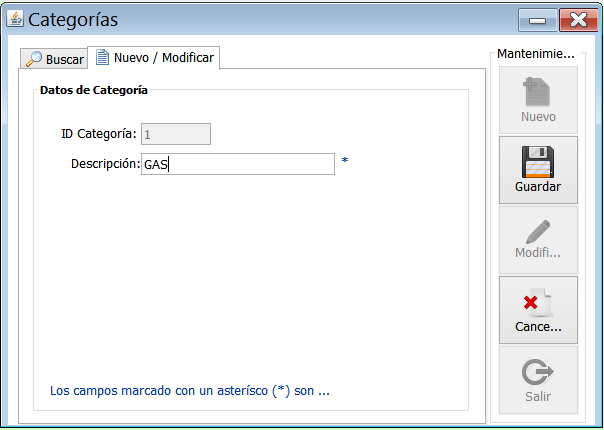 Categorías
Buscar
Nuevo / Modificar
Datos de Categoría
ID Categoría: 1
Descripción: GAS *
Los campos marcado con un asterísco (*) son ...
Mantenimie...
Nuevo
Guardar
Modifi...
Cance...
Salir